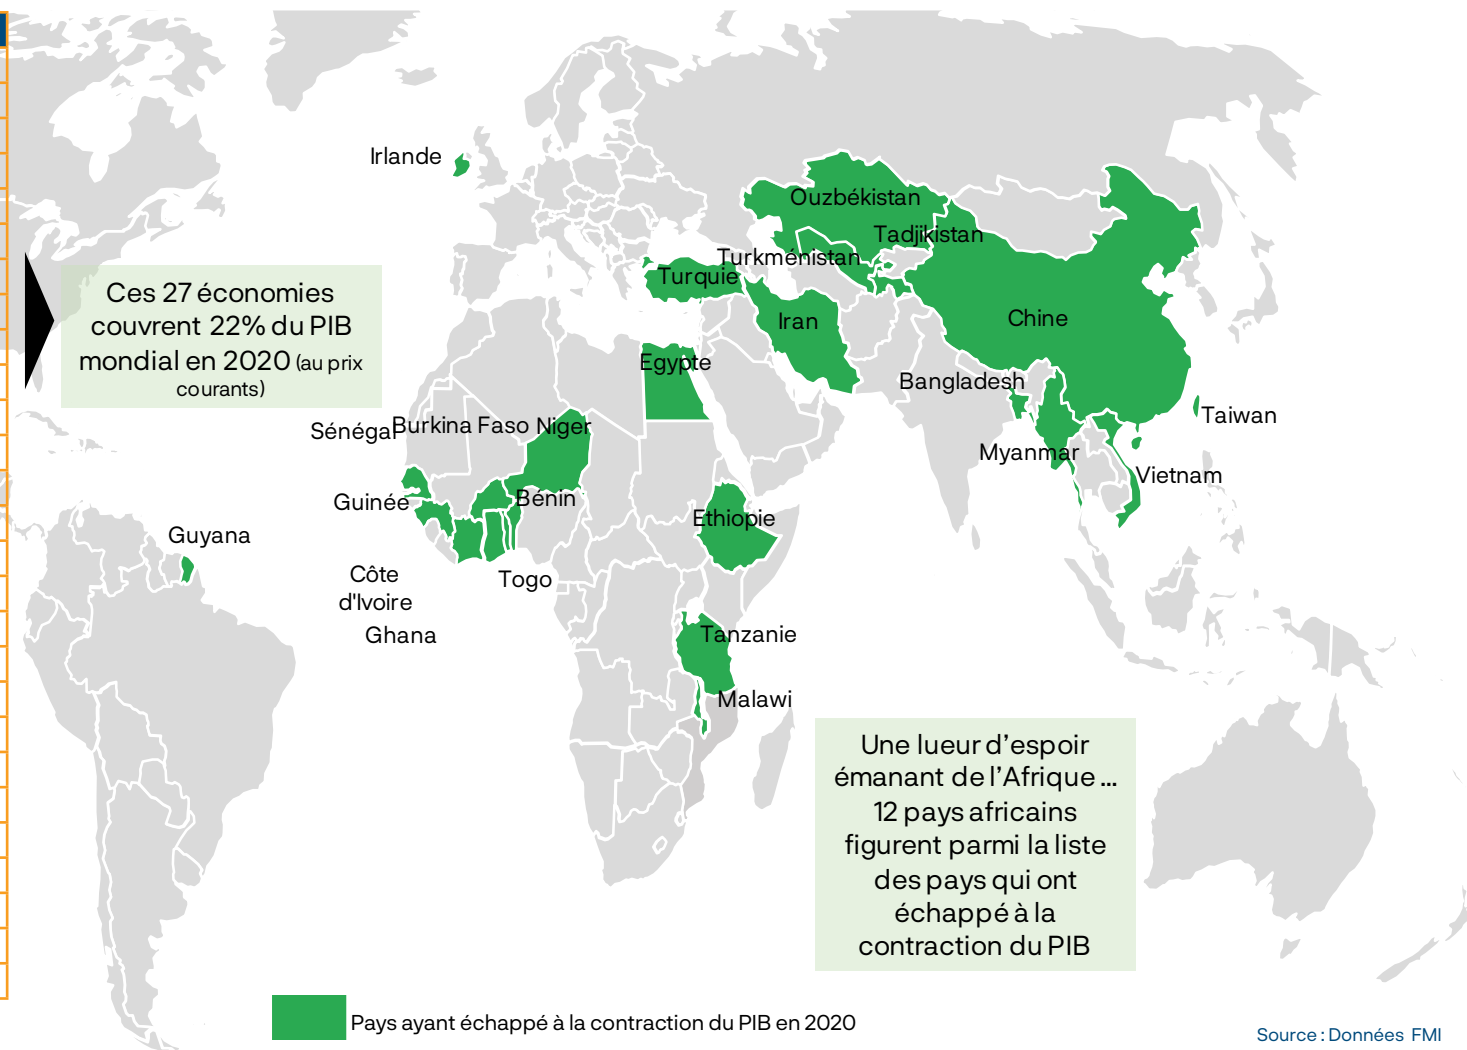 Irlande
Ouzbékistan
Tadjikistan
Turkménistan
Turquie
Ces 27 économies
couvrent 22% du PIB
mondial en 2020 (au prix
courants)
Iran
Chine
Egypte
Bangladesh
Taiwan
Sénégal
Burkina Faso
Niger
Myanmar
Vietnam
Guinée
Bénin
Ethiopie
Guyana
Côte
d'Ivoire
Togo
Ghana
Tanzanie
Malawi
Une lueur d’espoir
émanant de l’Afrique ...
12 pays africains
figurent parmi la liste
des pays qui ont
échappé à la
contraction du PIB
Pays ayant échappé à la contraction du PIB en 2020
Source : Données FMI